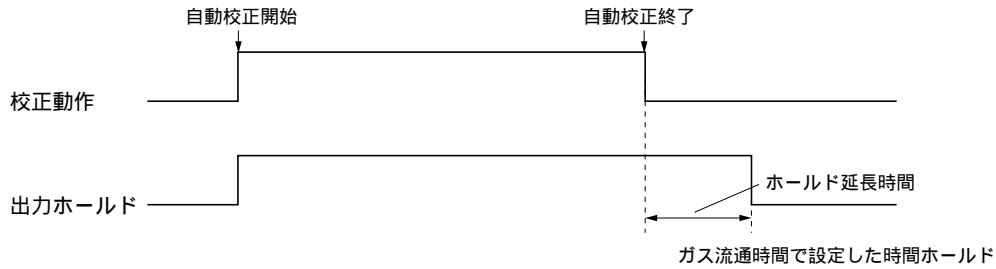 自動校正開始
自動校正終了
校正動作
出力ホールド
ホールド延長時間
ガス流通時間で設定した時間ホールド